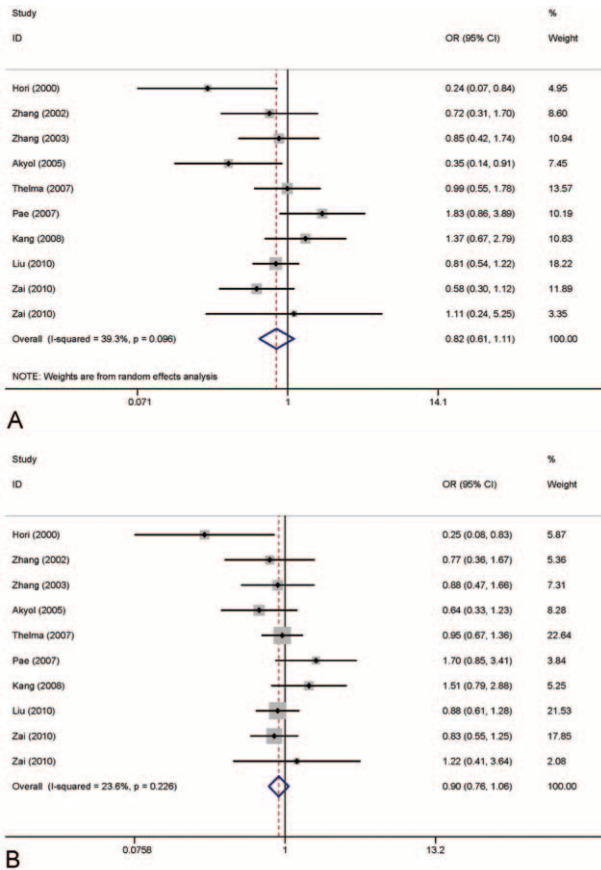 Study %
ID OR (95% CI) Weight
Hori (2000) 0.24 (0.07, 0.84) 4.95
Zhang (2002) 0.72 (0.31, 1.70) 8.60
Zhang (2003) 0.85 (0.42, 1.74) 10.94
Akyol (2005) 0.35 (0.14, 0.91) 7.45
Thelma (2007) 0.99 (0.55, 1.78) 13.57
Pae (2007) 1.83 (0.86, 3.89) 10.19
Kang (2008) 1.37 (0.67, 2.79) 10.83
Liu (2010) 0.81 (0.54, 1.22) 18.22
Zai (2010) 0.58 (0.30, 1.12) 11.89
Zai (2010) 1.11 (0.24, 5.25) 3.35
Overall (I-squared = 39.3%, p = 0.096) 0.82 (0.61, 1.11) 100.00
NOTE: Weights are from random effects analysis
0.071 1 14.1
A
Study %
ID OR (95% CI) Weight
Hori (2000) 0.25 (0.08, 0.83) 5.87
Zhang (2002) 0.77 (0.36, 1.67) 5.36
Zhang (2003) 0.88 (0.47, 1.66) 7.31
Akyol (2005) 0.64 (0.33, 1.23) 8.28
Thelma (2007) 0.95 (0.67, 1.36) 22.64
Pae (2007) 1.70 (0.85, 3.41) 3.84
Kang (2008) 1.51 (0.79, 2.88) 5.25
Liu (2010) 0.88 (0.61, 1.28) 21.53
Zai (2010) 0.83 (0.55, 1.25) 17.85
Zai (2010) 1.22 (0.41, 3.64) 2.08
Overall (I-squared = 23.6%, p = 0.226) 0.90 (0.76, 1.06) 100.00
0.0758 1 13.2
B